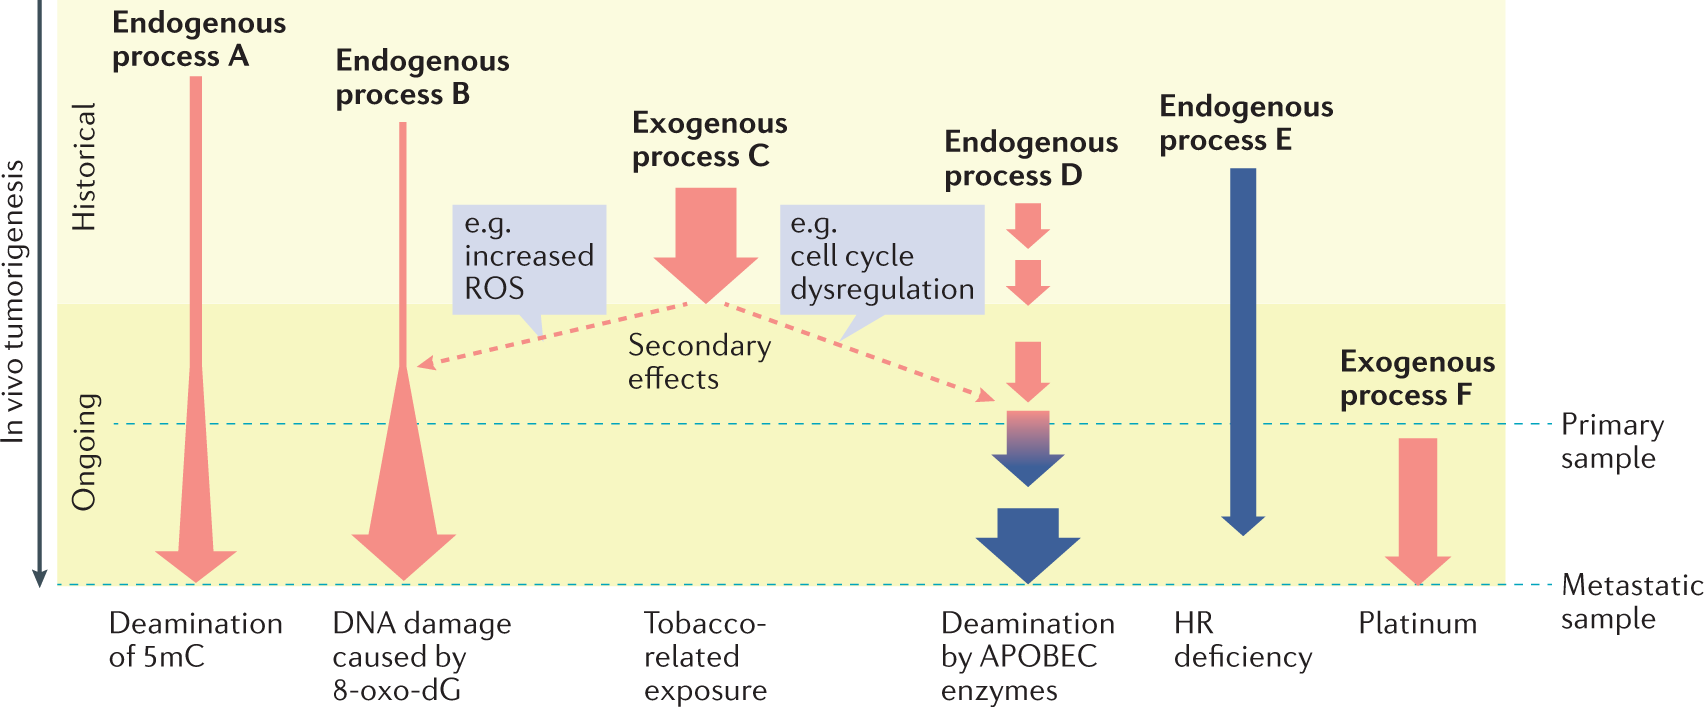 Endogenous
process A
Endogenous
process B
Exogenous
process C
Endogenous
process D
Endogenous
process E
Exogenous
process F
In vivo tumorigenesis
Historical
Ongoing
e.g.
increased
ROS
e.g.
cell cycle
dysregulation
Secondary
effects
Primary
sample
Metastatic
sample
Deamination
of 5mC
DNA damage
caused by
8-oxo-dG
Tobacco-
related
exposure
Deamination
by APOBEC
enzymes
HR
deficiency
Platinum